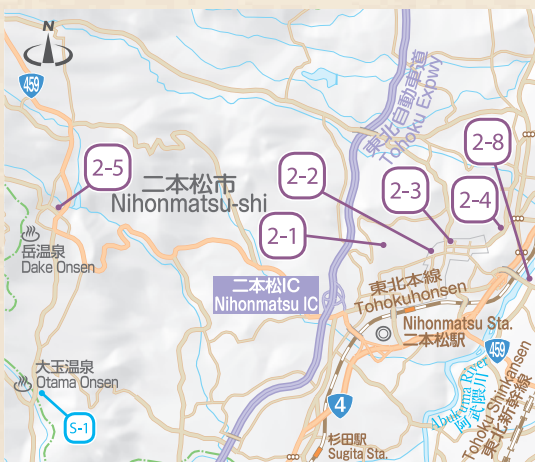 N
459
東北自動車道
Tohoku Expwy
2-8
2-5
二本松市
Nihonmatsu-shi
2-2
2-3
2-4
2-1
岳温泉
Dake Onsen
二本松IC
Nihonmatsu IC
東北本線
Tohokuhonsen
Nihonmatsu Sta.
二本松駅
459
大玉温泉
Otama Onsen
S-1
4
Abukuma River
阿武隈川
Tohoku Shinkansen
東北新幹線
杉田駅
Sugita Sta.